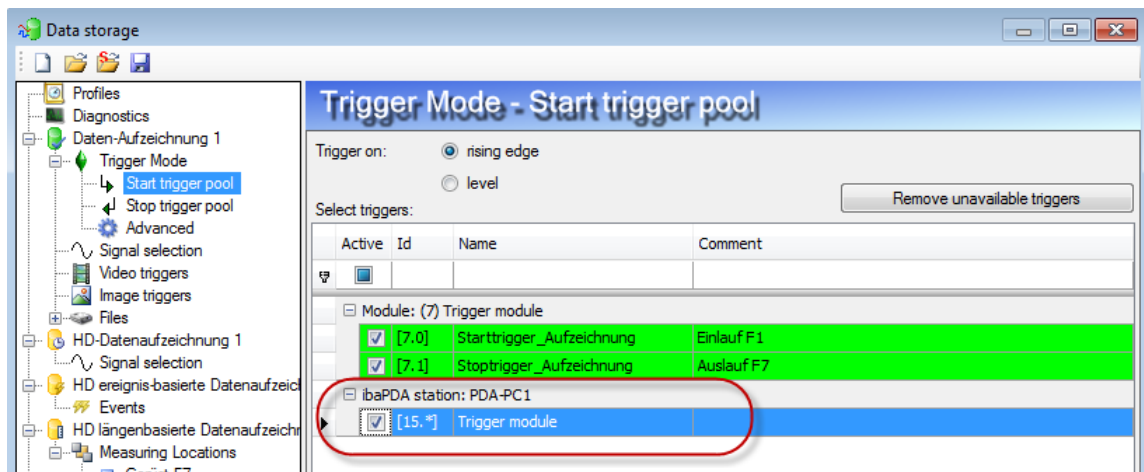 Data storage
Profiles
Diagnostics
Daten-Aufzeichnung 1
Trigger Mode
Start trigger pool
Stop trigger pool
Advanced
Signal selection
Video triggers
Image triggers
Files
HD-Datenaufzeichnung 1
Signal selection
HD ereignis-basierte Datenaufzeicl
Events
HD längenbasierte Datenaufzeichr
Measuring Locations
Trigger Mode - Start trigger pool
Trigger on: rising edge
level
Remove unavailable triggers
Select triggers:
Active Id Name Comment
Module: (7) Trigger module
[7.0] Starttrigger_Aufzeichnung Einlauf F1
[7.1] Stoptrigger_Aufzeichnung Auslauf F7
ibaPDA station: PDA-PC1
[15.*] Trigger module